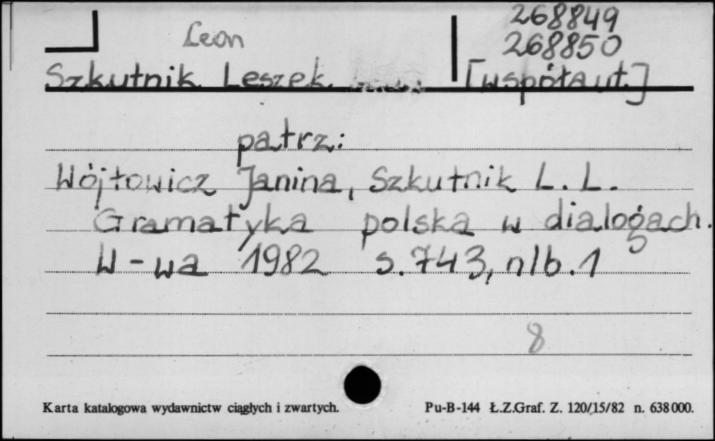 268849
Leon
268850
Szkutnik Leszek [współaut.]
patrz:
Wójtowicz Janina, Szkutnik L. L.
Gramatyka polska w dialogach.
W-wa 1982 s. 743, nlb. 1
8
Karta katalogowa wydawnictw ciągłych i zwartych. Pu-B-144 Ł.Z.Graf. Z. 120/15/82 n. 638000.